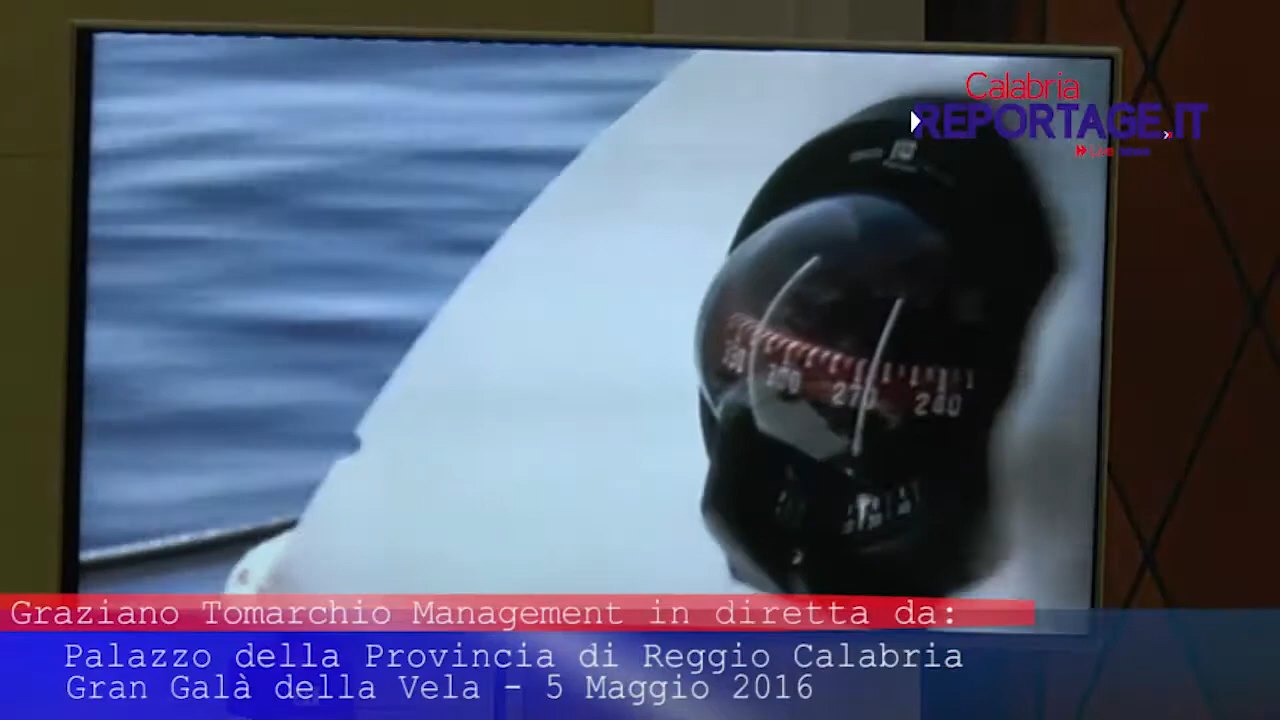 Calabria
REPORTAGE.IT
Graziano Tomarchio Management in diretta da:
Palazzo della Provincia di Reggio Calabria
Gran Galà della Vela - 5 Maggio 2016
270
240